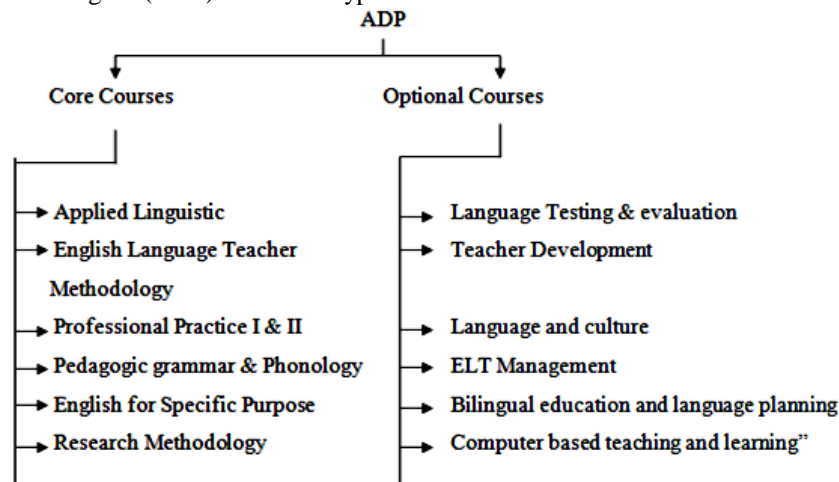 ADP
Core Courses
Optional Courses
Applied Linguistic
English Language Teacher
Methodology
Professional Practice I & II
Pedagogic grammar & Phonology
English for Specific Purpose
Research Methodology
Language Testing & evaluation
Teacher Development
Language and culture
ELT Management
Bilingual education and language planning
Computer based teaching and learning”